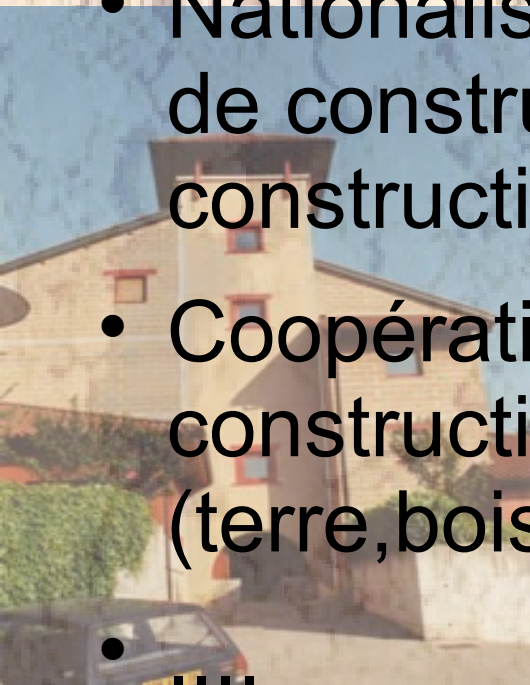 • Nationalis
de constru
constructi
• Coopérati
constructi
(terre,bois
•